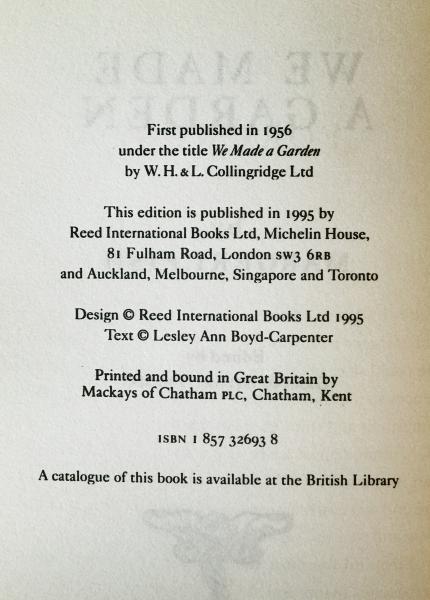 First published in 1956
under the title We Made a Garden
by W. H. & L. Collingridge Ltd
This edition is published in 1995 by
Reed International Books Ltd, Michelin House,
81 Fulham Road, London SW3 6RB
and Auckland, Melbourne, Singapore and Toronto
Design © Reed International Books Ltd 1995
Text © Lesley Ann Boyd-Carpenter
Printed and bound in Great Britain by
Mackays of Chatham PLC, Chatham, Kent
ISBN 1 857 32693 8
A catalogue of this book is available at the British Library
WE MADE
A GARDEN